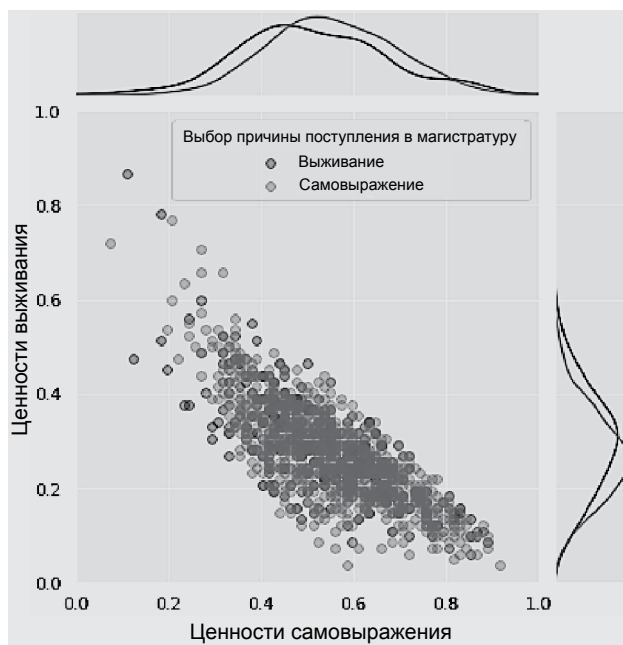 1.0
Выбор причины поступления в магистратуру
Выживание
Самовыражение
0.8
0.6
0.4
0.2
0.0
Ценности выживания
0.0 0.2 0.4 0.6 0.8 1.0
Ценности самовыражения